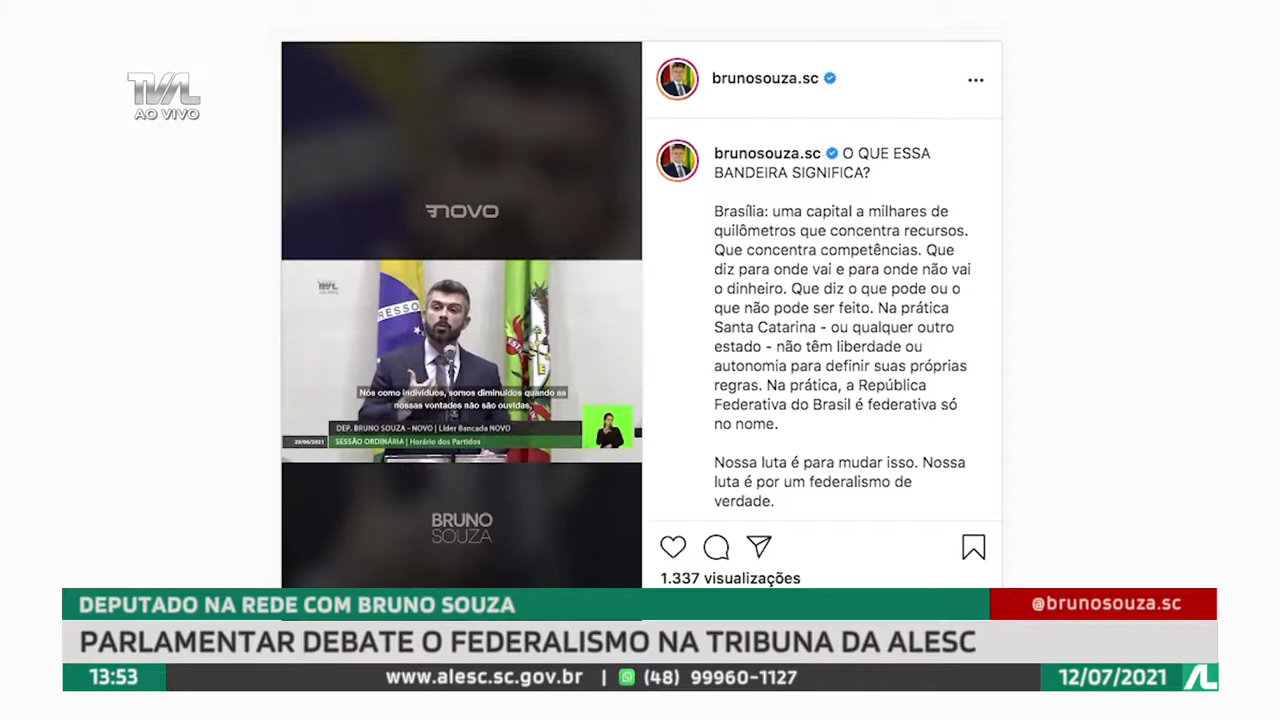 TVAL
AO VIVO
brunosouza.sc
brunosouza.sc O QUE ESSA
BANDEIRA SIGNIFICA?
Brasília: uma capital a milhares de
quilômetros que concentra recursos.
Que concentra competências. Que
diz para onde vai e para onde não vai
o dinheiro. Que diz o que pode ou o
que não pode ser feito. Na prática
Santa Catarina - ou qualquer outro
estado - não têm liberdade ou
autonomia para definir suas próprias
regras. Na prática, a República
Federativa do Brasil é federativa só
no nome.
Nossa luta é para mudar isso. Nossa
luta é por um federalismo de
verdade.
1.337 visualizações
NOVO
Nós como indivíduos, somos diminuídos quando as
nossas vontades não são ouvidas,
DEP. BRUNO SOUZA - NOVO | Líder Bancada NOVO
SESSÃO ORDINÁRIA | Horário dos Partidos
BRUNO
SOUZA
DEPUTADO NA REDE COM BRUNO SOUZA
@brunosouza.sc
PARLAMENTAR DEBATE O FEDERALISMO NA TRIBUNA DA ALESC
13:53
www.alesc.sc.gov.br | (48) 99960-1127
12/07/2021
AL